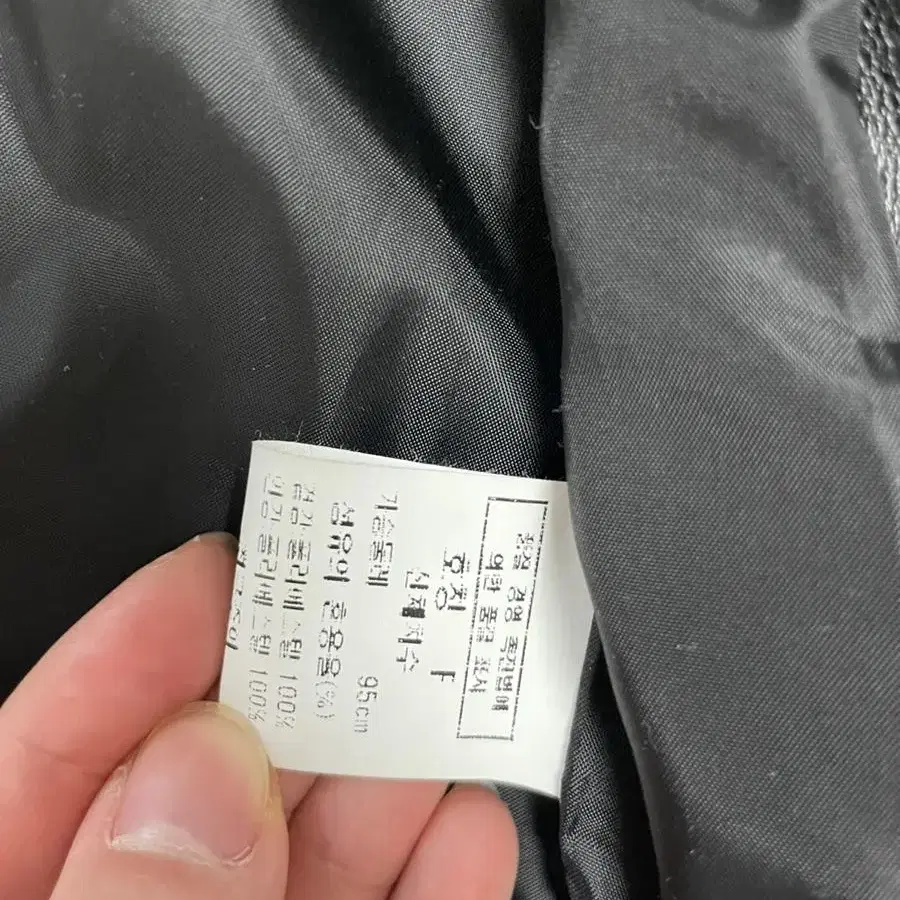 품질 경영 촉진법에
의한 품질 표시
호칭 F
신체치수
가슴둘레 95cm
섬유의 혼용율(%)
겉감:폴리에스텔 100%
안감:폴리에스텔 100%